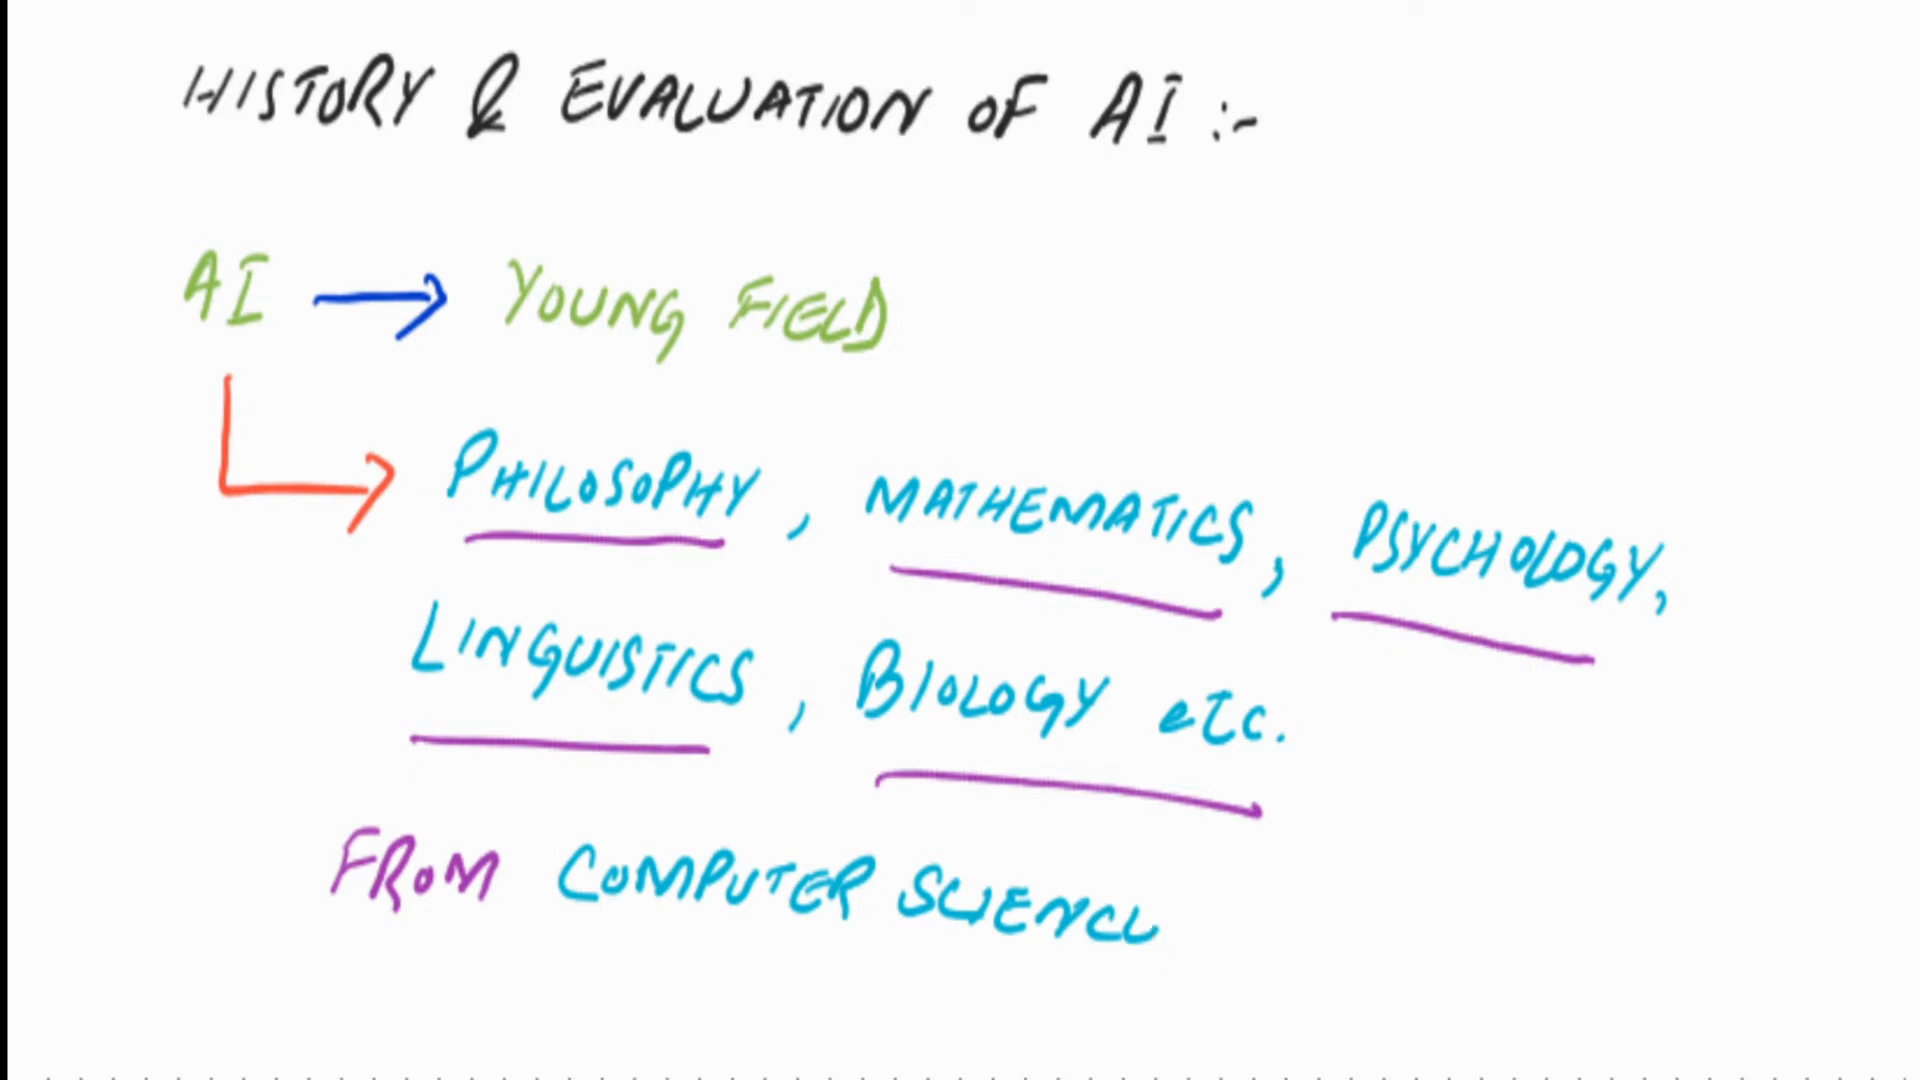 HISTORY & EVALUATION OF AI :-
AI → YOUNG FIELD
PHILOSOPHY, MATHEMATICS, PSYCHOLOGY,
LINGUISTICS, BIOLOGY etc.
FROM COMPUTER SCIENCE